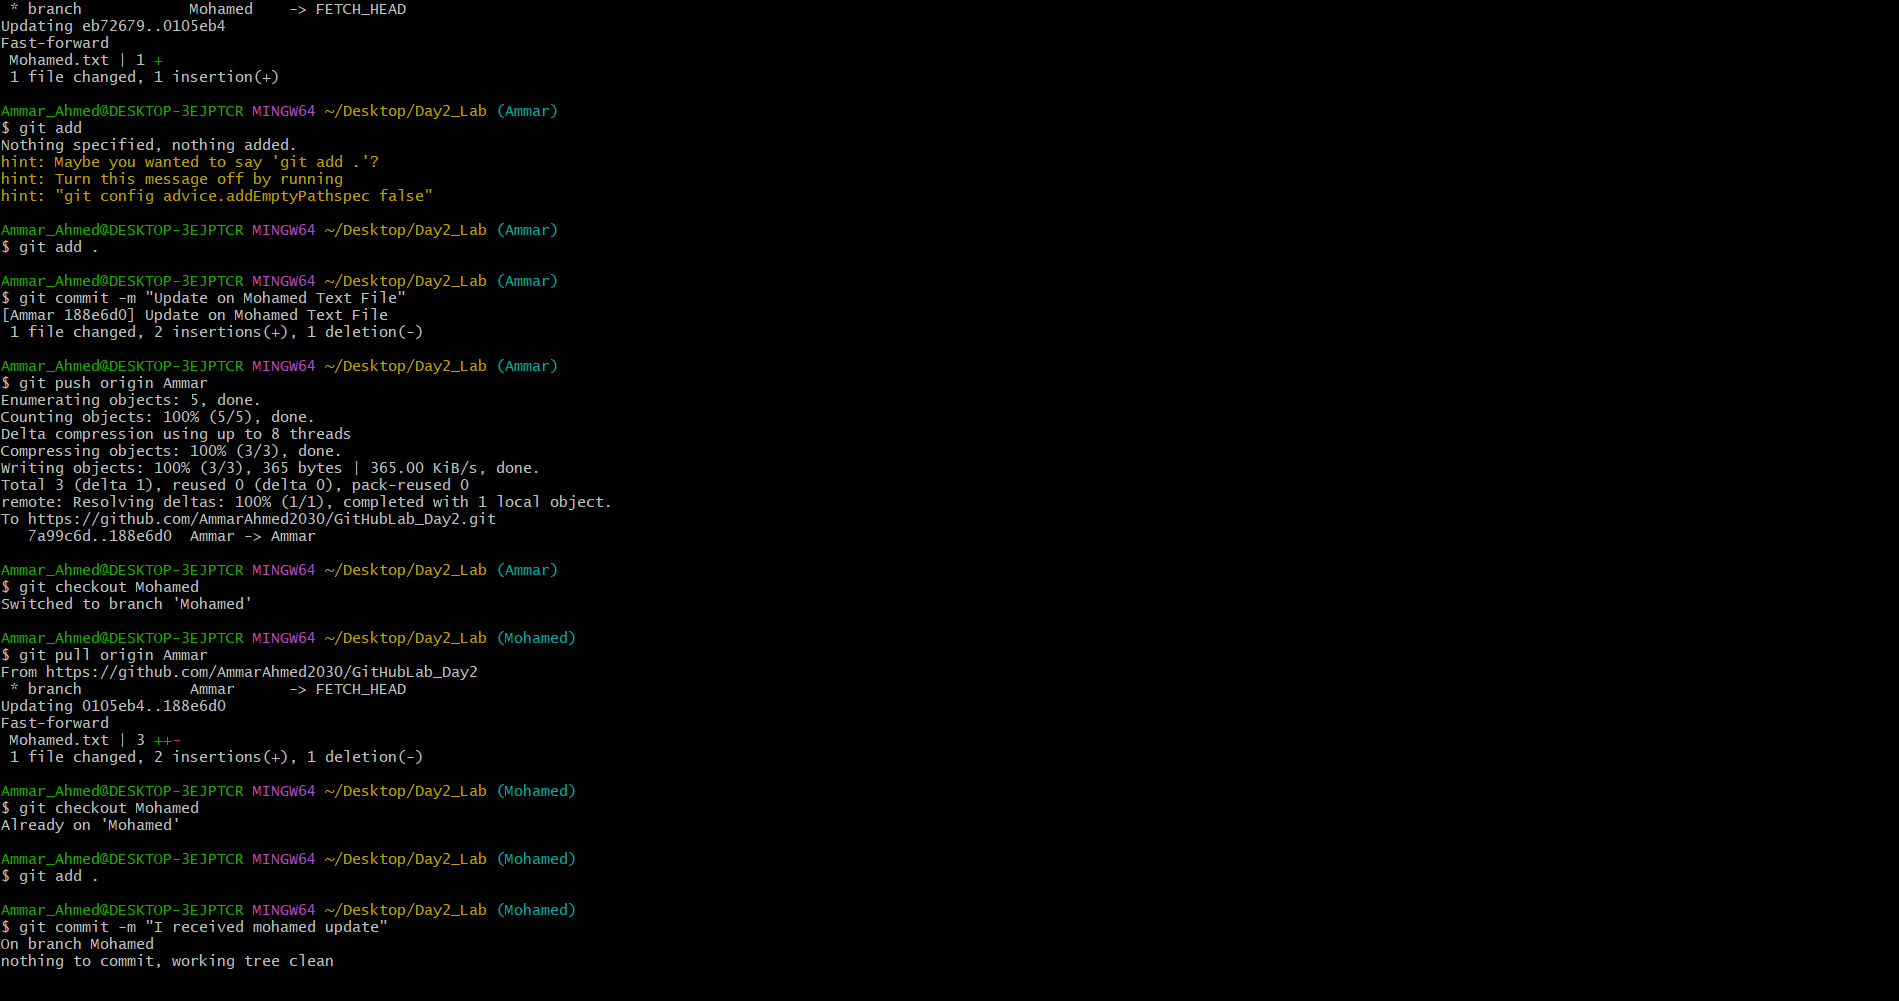 * branch            Mohamed    -> FETCH_HEAD
Updating eb72679..0105eb4
Fast-forward
 Mohamed.txt | 1 +
 1 file changed, 1 insertion(+)
Ammar_Ahmed@DESKTOP-3EJPTCR MINGW64 ~/Desktop/Day2_Lab (Ammar)
$ git add
Nothing specified, nothing added.
hint: Maybe you wanted to say 'git add .'?
hint: Turn this message off by running
hint: "git config advice.addEmptyPathspec false"
Ammar_Ahmed@DESKTOP-3EJPTCR MINGW64 ~/Desktop/Day2_Lab (Ammar)
$ git add .
Ammar_Ahmed@DESKTOP-3EJPTCR MINGW64 ~/Desktop/Day2_Lab (Ammar)
$ git commit -m "Update on Mohamed Text File"
[Ammar 188e6d0] Update on Mohamed Text File
 1 file changed, 2 insertions(+), 1 deletion(-)
Ammar_Ahmed@DESKTOP-3EJPTCR MINGW64 ~/Desktop/Day2_Lab (Ammar)
$ git push origin Ammar
Enumerating objects: 5, done.
Counting objects: 100% (5/5), done.
Delta compression using up to 8 threads
Compressing objects: 100% (3/3), done.
Writing objects: 100% (3/3), 365 bytes | 365.00 KiB/s, done.
Total 3 (delta 1), reused 0 (delta 0), pack-reused 0
remote: Resolving deltas: 100% (1/1), completed with 1 local object.
To https://github.com/AmmarAhmed2030/GitHubLab_Day2.git
   7a99c6d..188e6d0  Ammar -> Ammar
Ammar_Ahmed@DESKTOP-3EJPTCR MINGW64 ~/Desktop/Day2_Lab (Ammar)
$ git checkout Mohamed
Switched to branch 'Mohamed'
Ammar_Ahmed@DESKTOP-3EJPTCR MINGW64 ~/Desktop/Day2_Lab (Mohamed)
$ git pull origin Ammar
From https://github.com/AmmarAhmed2030/GitHubLab_Day2
 * branch            Ammar      -> FETCH_HEAD
Updating 0105eb4..188e6d0
Fast-forward
 Mohamed.txt | 3 ++-
 1 file changed, 2 insertions(+), 1 deletion(-)
Ammar_Ahmed@DESKTOP-3EJPTCR MINGW64 ~/Desktop/Day2_Lab (Mohamed)
$ git checkout Mohamed
Already on 'Mohamed'
Ammar_Ahmed@DESKTOP-3EJPTCR MINGW64 ~/Desktop/Day2_Lab (Mohamed)
$ git add .
Ammar_Ahmed@DESKTOP-3EJPTCR MINGW64 ~/Desktop/Day2_Lab (Mohamed)
$ git commit -m "I received mohamed update"
On branch Mohamed
nothing to commit, working tree clean